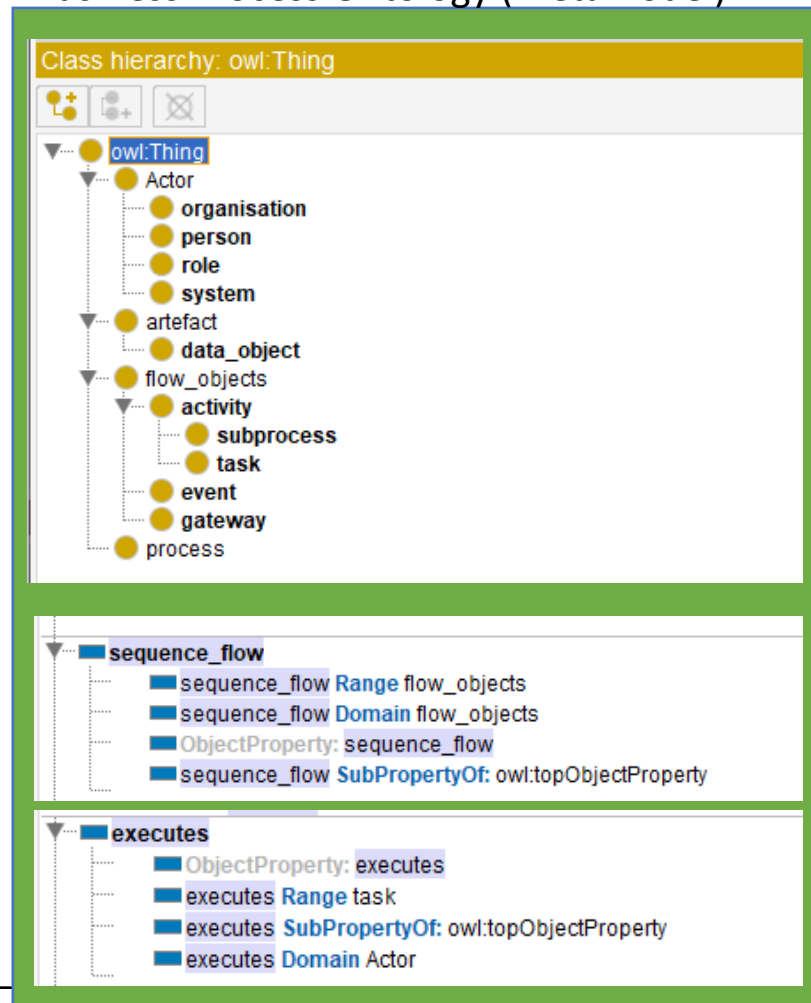 Class hierarchy: owl:Thing
owl:Thing
Actor
organisation
person
role
system
artefact
data_object
flow_objects
activity
subprocess
task
event
gateway
process
sequence_flow
sequence_flow Range flow_objects
sequence_flow Domain flow_objects
ObjectProperty: sequence_flow
sequence_flow SubPropertyOf: owl:topObjectProperty
executes
ObjectProperty: executes
executes Range task
executes SubPropertyOf: owl:topObjectProperty
executes Domain Actor